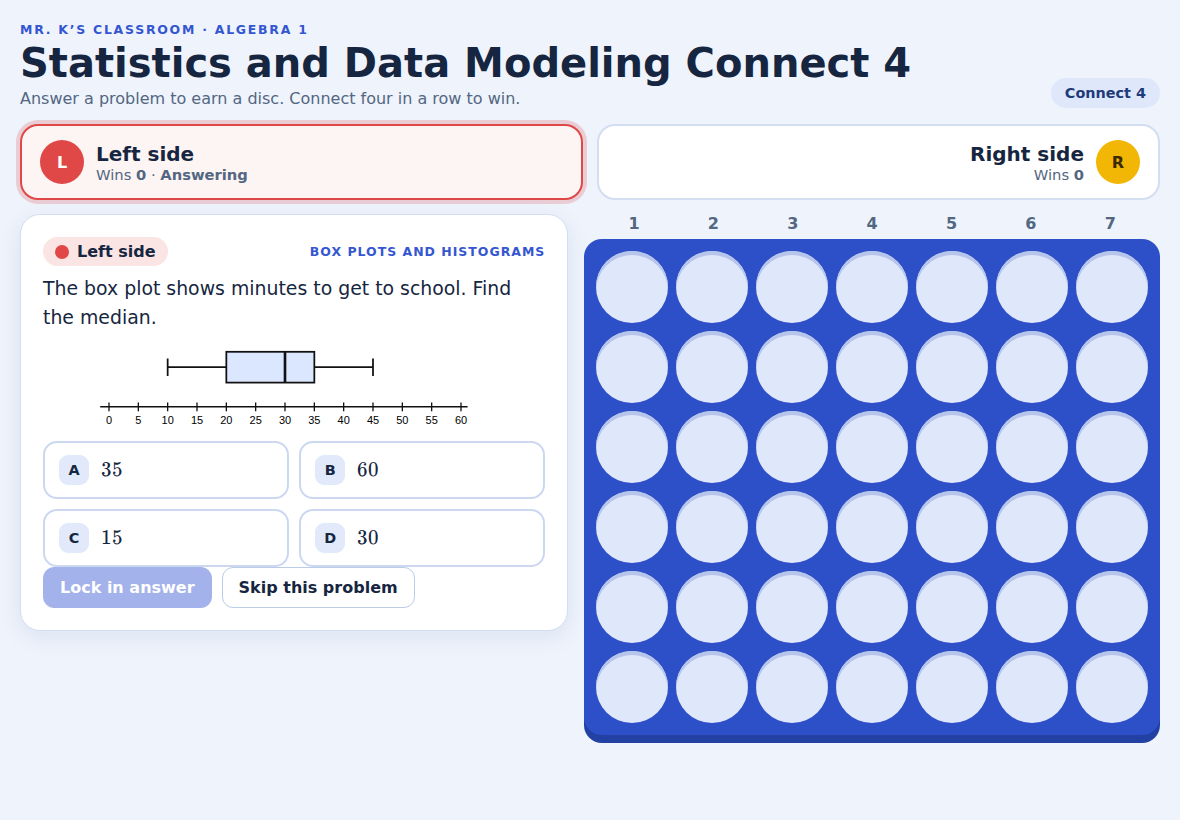 MR. K’S CLASSROOM · ALGEBRA 1
Statistics and Data Modeling Connect 4
Answer a problem to earn a disc. Connect four in a row to win.
Connect 4
L
Left side
Wins 0 · Answering
Right side
Wins 0
R
Left side
BOX PLOTS AND HISTOGRAMS
The box plot shows minutes to get to school. Find
the median.
0 5 10 15 20 25 30 35 40 45 50 55 60
A 35
B 60
C 15
D 30
Lock in answer
Skip this problem
1 2 3 4 5 6 7